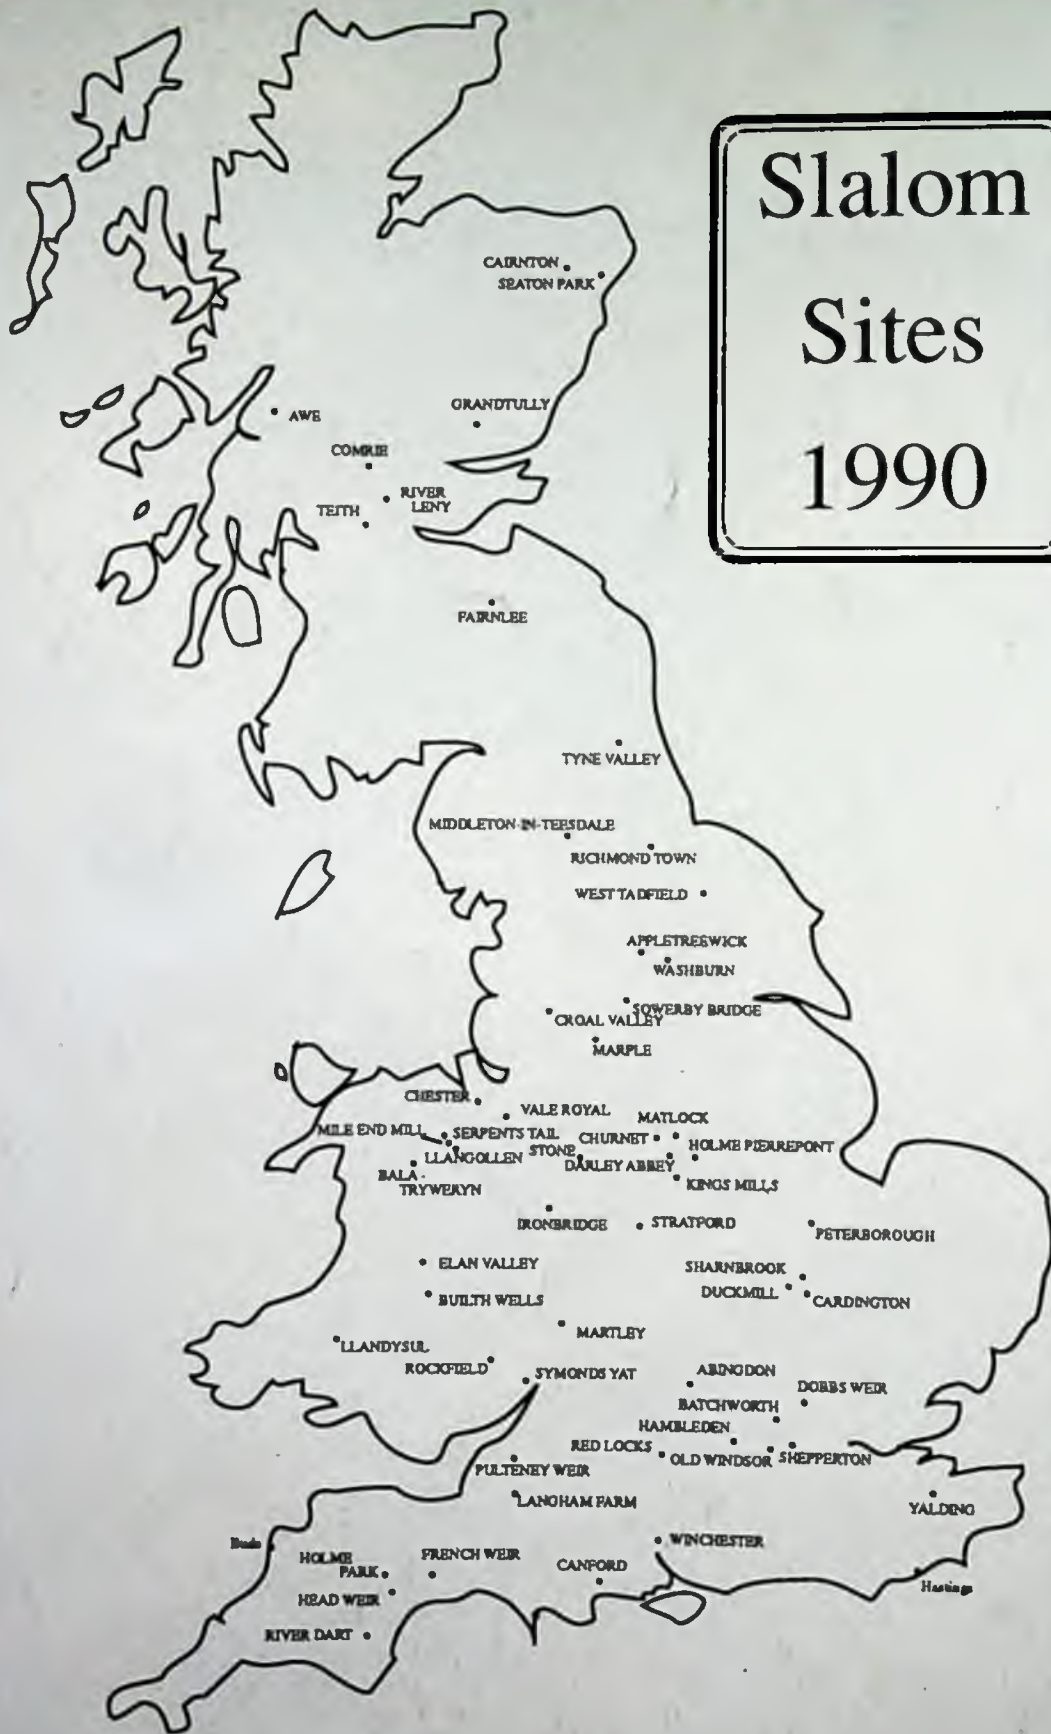 Slalom
Sites
1990
CAIRNTON
SEATON PARK
AWE
GRANDTULLY
COMRIE
RIVER
LENY
TEITH
FAIRNLEE
TYNE VALLEY
MIDDLETON-IN-TEESDALE
RICHMOND TOWN
WEST TADFIELD
APPLETREEWICK
WASHBURN
SOWERBY BRIDGE
CROAL VALLEY
MARPLE
CHESTER
VALE ROYAL
MATLOCK
MILE END MILL
SERPENTS TAIL
CHURNET
HOLME PIERREPONT
LLANGOLLEN
STONE
DARLEY ABBEY
BALA
TRYWERYN
KINGS MILLS
IRONBRIDGE
STRATFORD
PETERBOROUGH
ELAN VALLEY
SHARNBROOK
DUCKMILL
CARDINGTON
BUILTH WELLS
MARTLEY
LLANDYSUL
ROCKFIELD
SYMONDS YAT
ABINGDON
DOBBS WEIR
BATCHWORTH
HAMBLEDEN
RED LOCKS
OLD WINDSOR
SHEPPERTON
PULTENEY WEIR
LANGHAM FARM
YALDING
Bude
WINCHESTER
HOLME
PARK
FRENCH WEIR
CANFORD
HEAD WEIR
Hastings
RIVER DART